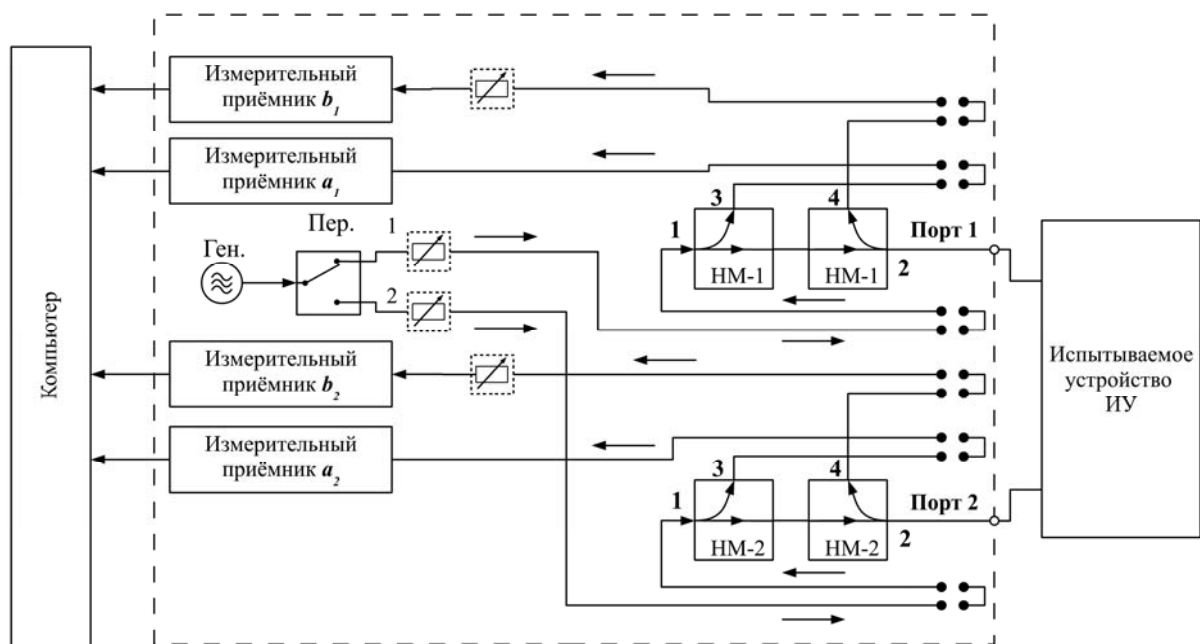 Компьютер
Измерительный
приёмник b1
Измерительный
приёмник a1
Ген.
Пер.
1
2
Измерительный
приёмник b2
Измерительный
приёмник a2
3
4
1
НМ-1
НМ-1
2
Порт 1
3
4
1
НМ-2
НМ-2
2
Порт 2
Испытываемое
устройство
ИУ